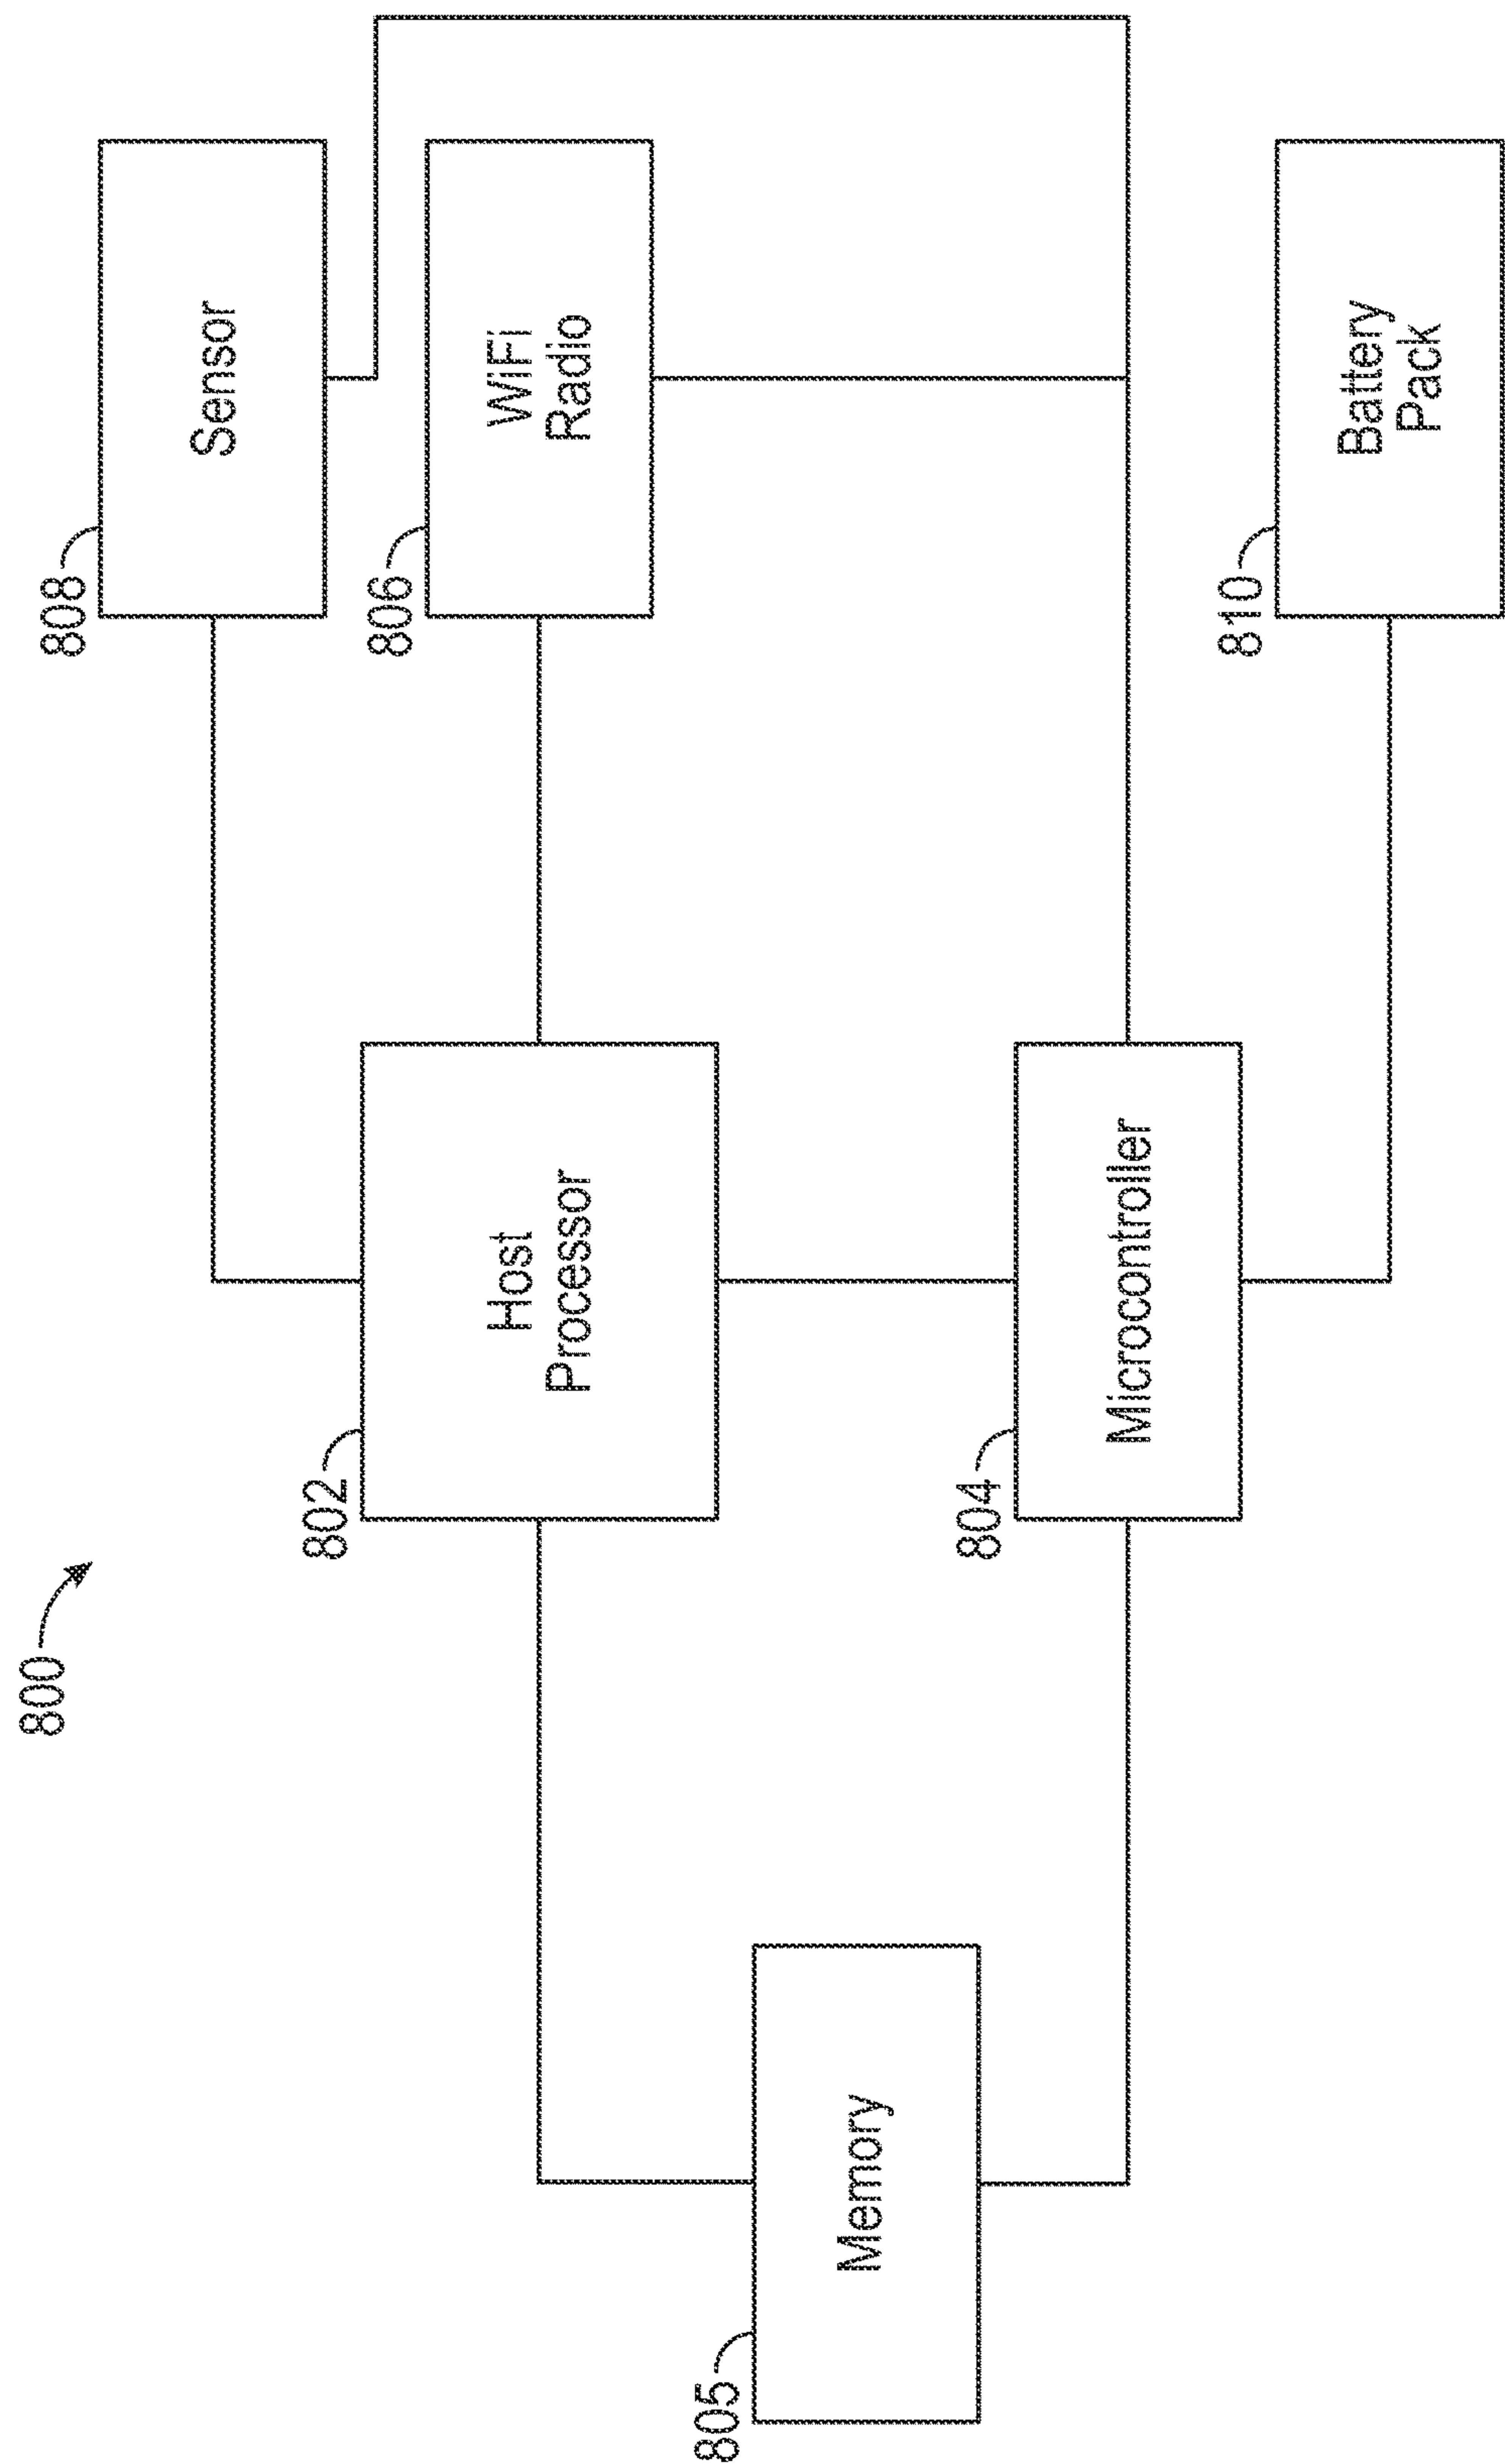 800
808
Sensor
802
Host
Processor
806
WiFi
Radio
805
Memory
804
Microcontroller
810
Battery
Pack